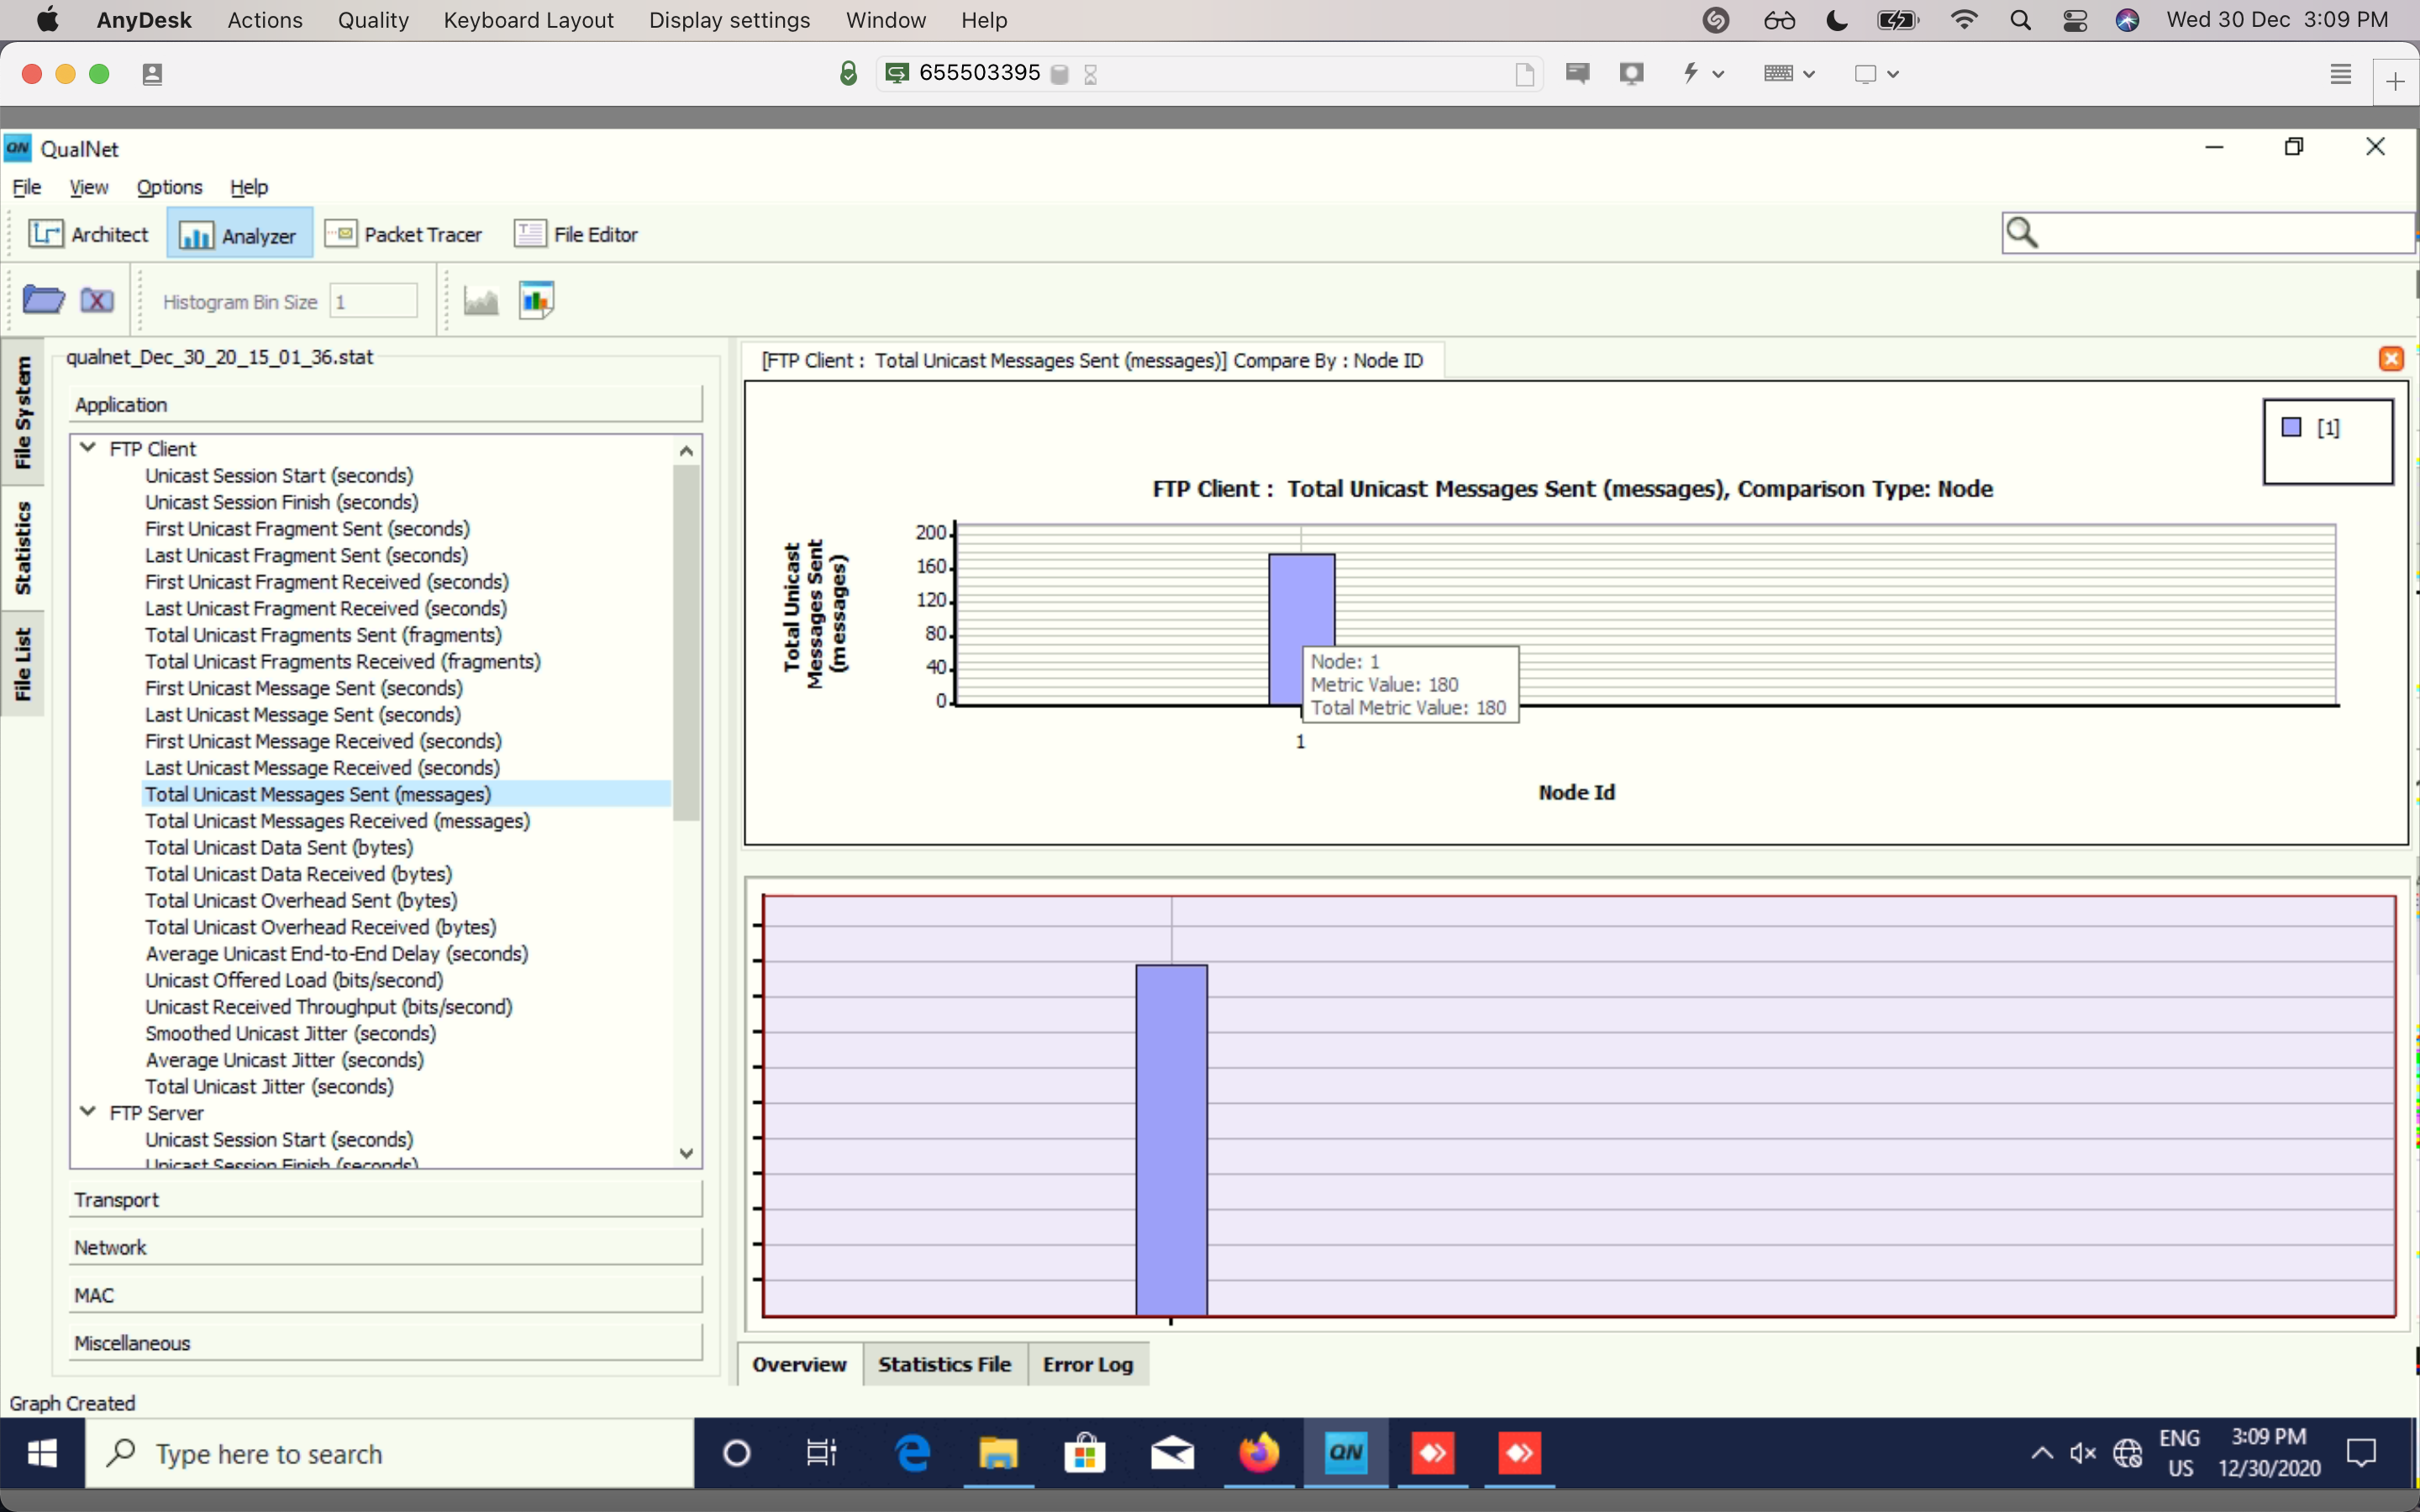 AnyDesk Actions Quality Keyboard Layout Display settings Window Help Wed 30 Dec 3:09 PM
655503395
QN QualNet
File View Options Help
Architect Analyzer Packet Tracer File Editor
Histogram Bin Size 1
File System
Statistics
File List
qualnet_Dec_30_20_15_01_36.stat
Application
FTP Client
Unicast Session Start (seconds)
Unicast Session Finish (seconds)
First Unicast Fragment Sent (seconds)
Last Unicast Fragment Sent (seconds)
First Unicast Fragment Received (seconds)
Last Unicast Fragment Received (seconds)
Total Unicast Fragments Sent (fragments)
Total Unicast Fragments Received (fragments)
First Unicast Message Sent (seconds)
Last Unicast Message Sent (seconds)
First Unicast Message Received (seconds)
Last Unicast Message Received (seconds)
Total Unicast Messages Sent (messages)
Total Unicast Messages Received (messages)
Total Unicast Data Sent (bytes)
Total Unicast Data Received (bytes)
Total Unicast Overhead Sent (bytes)
Total Unicast Overhead Received (bytes)
Average Unicast End-to-End Delay (seconds)
Unicast Offered Load (bits/second)
Unicast Received Throughput (bits/second)
Smoothed Unicast Jitter (seconds)
Average Unicast Jitter (seconds)
Total Unicast Jitter (seconds)
FTP Server
Unicast Session Start (seconds)
Unicast Session Finish (seconds)
Transport
Network
MAC
Miscellaneous
[FTP Client : Total Unicast Messages Sent (messages)] Compare By : Node ID
[1]
FTP Client : Total Unicast Messages Sent (messages), Comparison Type: Node
Total Unicast
Messages Sent
(messages)
200
160
120
80
40
0
Node: 1
Metric Value: 180
Total Metric Value: 180
1
Node Id
Overview Statistics File Error Log
Graph Created
Type here to search
QN
ENG
US
3:09 PM
12/30/2020